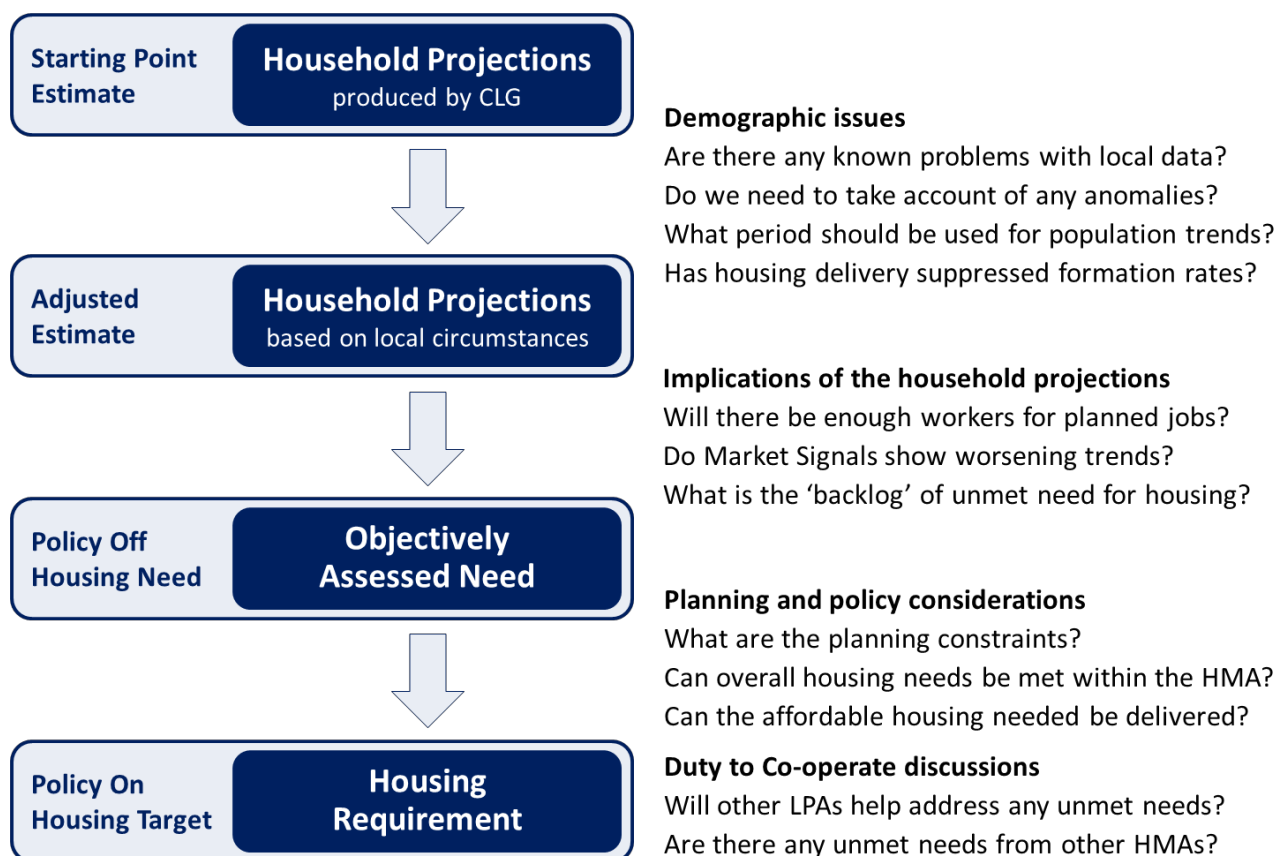 Starting Point
Estimate
Household Projections
produced by CLG
Demographic issues
Are there any known problems with local data?
Do we need to take account of any anomalies?
What period should be used for population trends?
Has housing delivery suppressed formation rates?
Adjusted
Estimate
Household Projections
based on local circumstances
Implications of the household projections
Will there be enough workers for planned jobs?
Do Market Signals show worsening trends?
What is the ‘backlog’ of unmet need for housing?
Policy Off
Housing Need
Objectively
Assessed Need
Planning and policy considerations
What are the planning constraints?
Can overall housing needs be met within the HMA?
Can the affordable housing needed be delivered?
Policy On
Housing Target
Housing
Requirement
Duty to Co-operate discussions
Will other LPAs help address any unmet needs?
Are there any unmet needs from other HMAs?